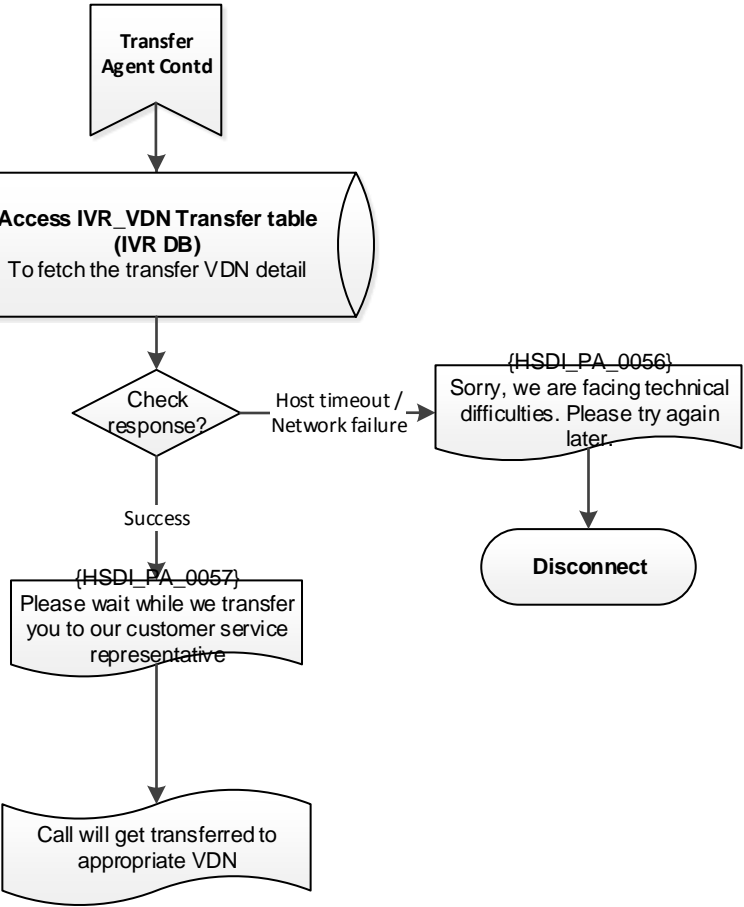 Transfer
Agent Contd
Access IVR_VDN Transfer table
(IVR DB)
To fetch the transfer VDN detail
Check
response?
Host timeout /
Network failure
{HSDI_PA_0056}
Sorry, we are facing technical
difficulties. Please try again
later.
Disconnect
Success
{HSDI_PA_0057}
Please wait while we transfer
you to our customer service
representative
Call will get transferred to
appropriate VDN